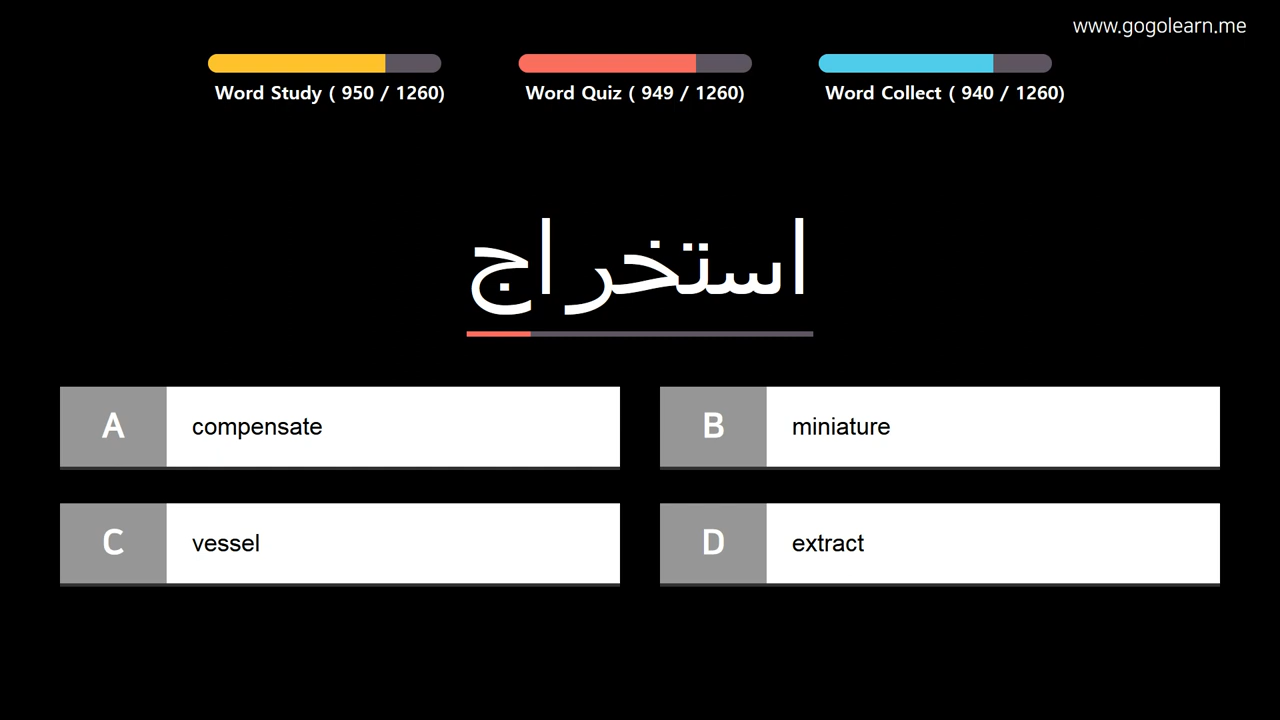 www.gogolearn.me
Word Study ( 950 / 1260)
Word Quiz ( 949 / 1260)
Word Collect ( 940 / 1260)
استخراج
A compensate
B miniature
C vessel
D extract